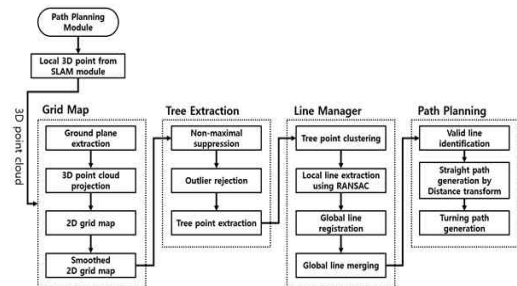 Path Planning
Module
Local 3D point from
SLAM module
3D point cloud
Grid Map
Ground plane
extraction
3D point cloud
projection
2D grid map
Smoothed
2D grid map
Tree Extraction
Non-maximal
suppression
Outlier rejection
Tree point extraction
Line Manager
Tree point clustering
Local line extraction
using RANSAC
Global line
registration
Global line merging
Path Planning
Valid line
identification
Straight path
generation by
Distance transform
Turning path
generation